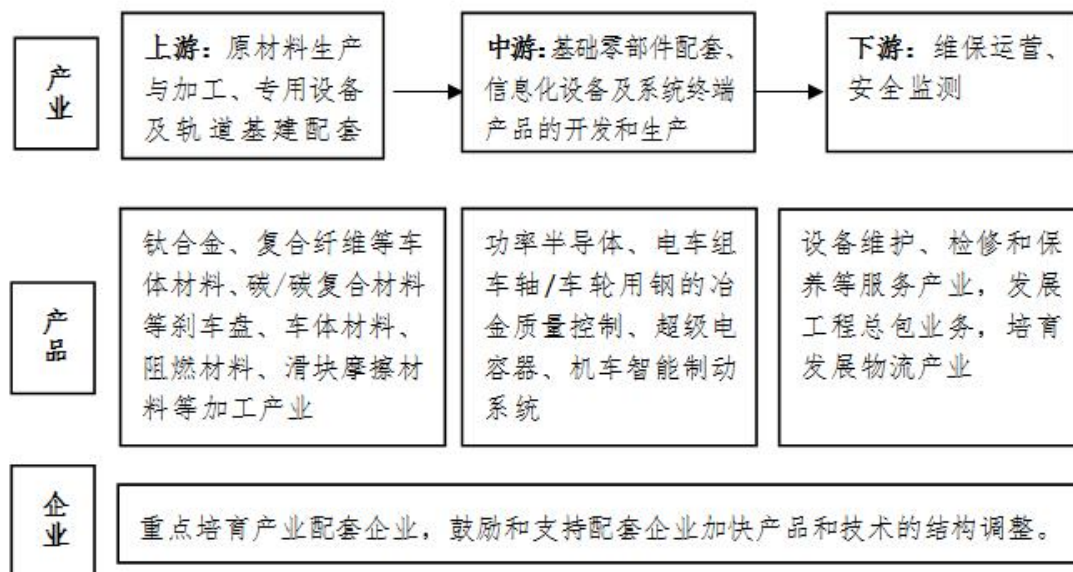 产业
上游：原材料生产
与加工、专用设备
及轨道基建配套
中游：基础零部件配套、
信息化设备及系统终端
产品的开发和生产
下游：维保运营、
安全监测
产品
钛合金、复合纤维等车
体材料、碳/碳复合材料
等刹车盘、车体材料、
阻燃材料、滑块摩擦材
料等加工产业
功率半导体、电车组
车轴/车轮用钢的冶
金质量控制、超级电
容器、机车智能制动
系统
设备维护、检修和保
养等服务产业，发展
工程总包业务，培育
发展物流产业
企业
重点培育产业配套企业，鼓励和支持配套企业加快产品和技术的结构调整。